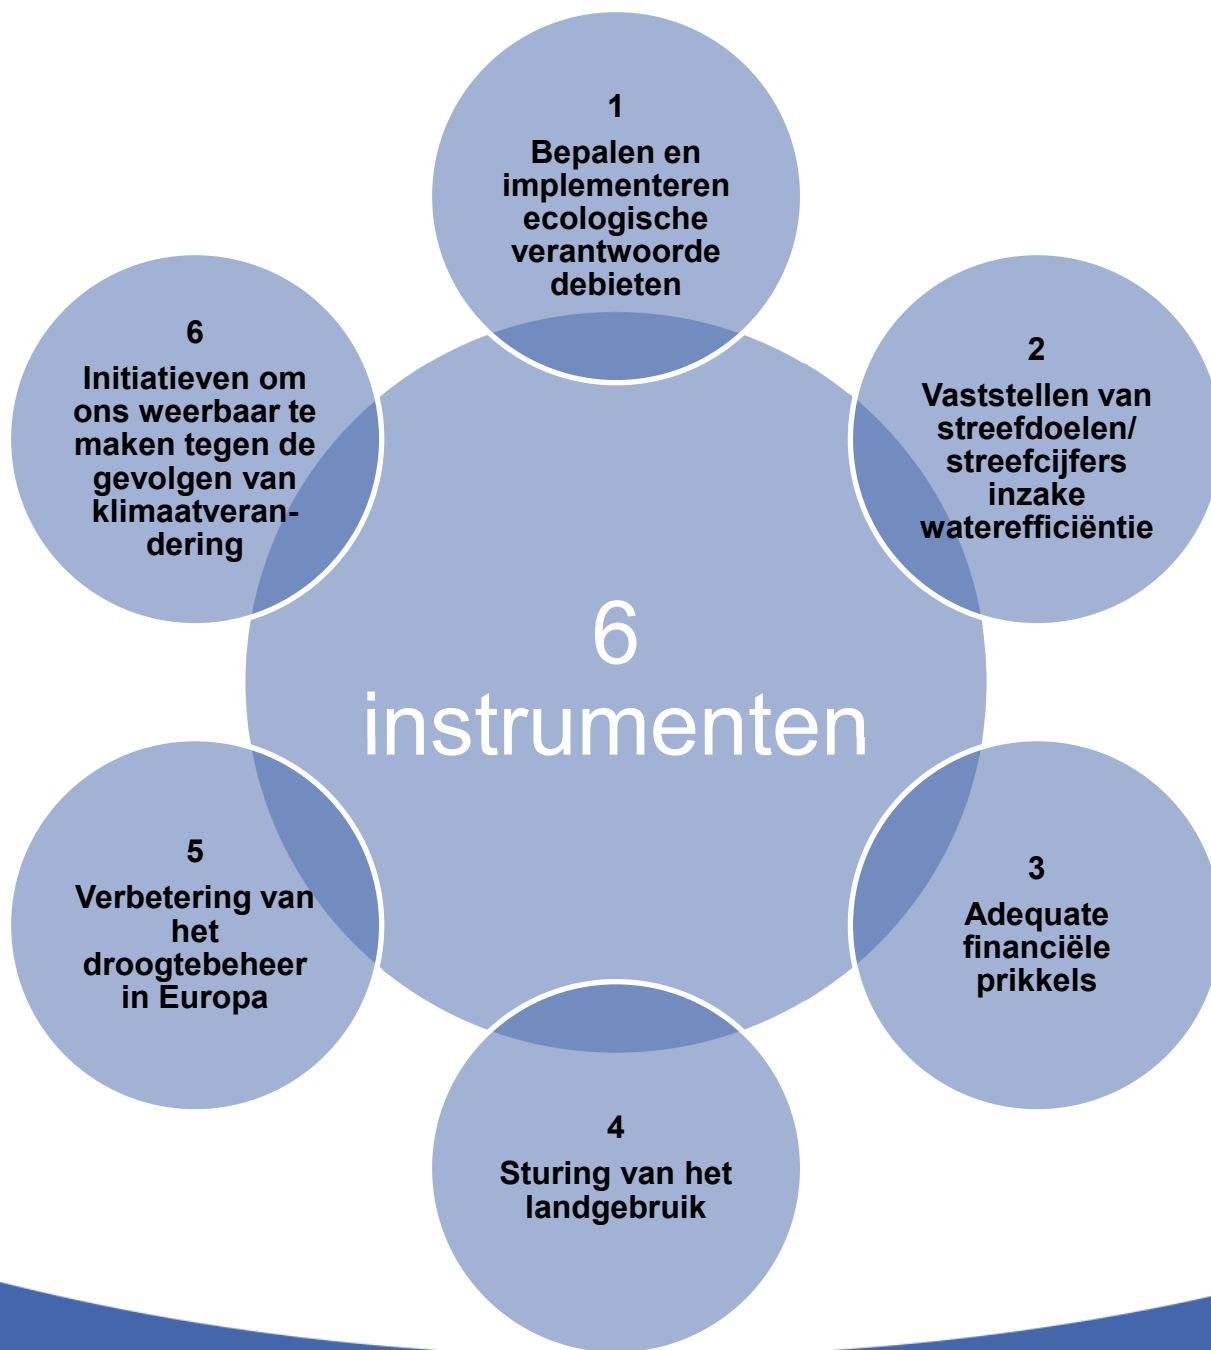 1
Bepalen en
implementeren
ecologische
verantwoorde
debieten
2
Vaststellen van
streefdoelen/
streefcijfers
inzake
waterefficiëntie
3
Adequate
financiële
prikkels
4
Sturing van het
landgebruik
5
Verbetering van
het
droogtebeheer
in Europa
6
Initiatieven om
ons weerbaar te
maken tegen de
gevolgen van
klimaatveran-
dering
6
instrumenten